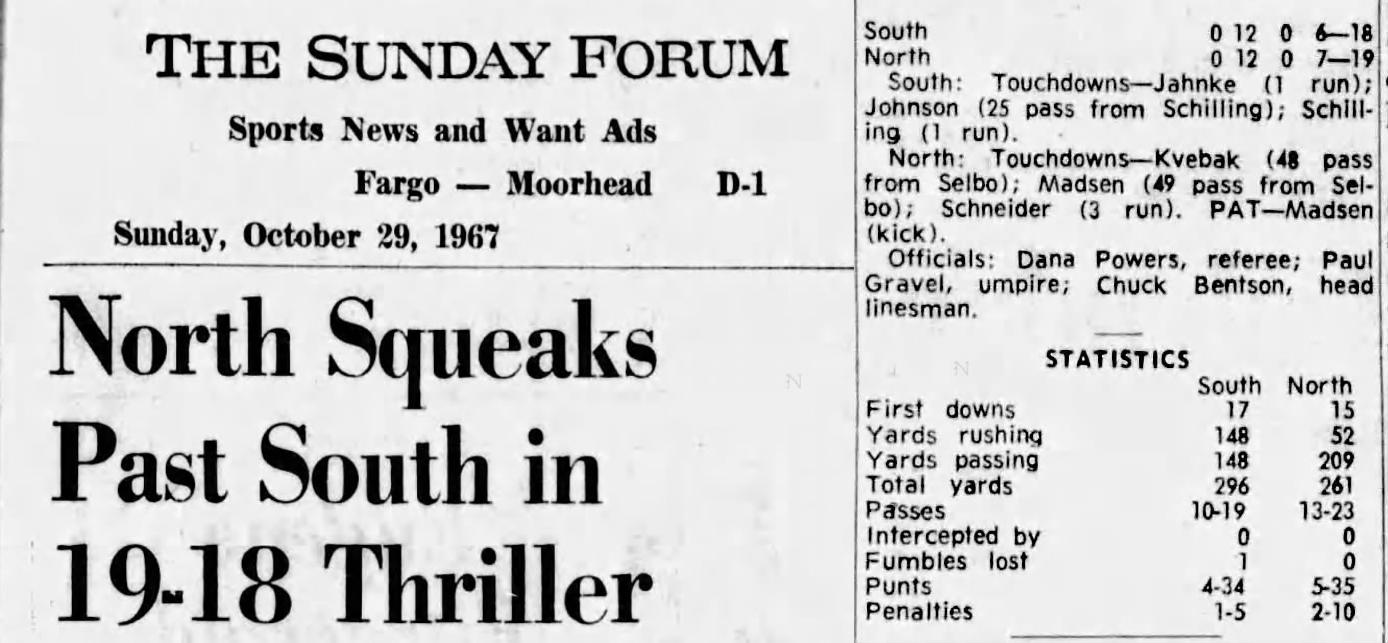 THE SUNDAY FORUM
Sports News and Want Ads
Fargo — Moorhead D-1
Sunday, October 29, 1967
North Squeaks
Past South in
19-18 Thriller
South 0 12 0 6—18
North 0 12 0 7—19
South: Touchdowns—Jahnke (1 run);
Johnson (25 pass from Schilling); Schill-
ing (1 run).
North: Touchdowns—Kvebak (48 pass
from Selbo); Madsen (49 pass from Sel-
bo); Schneider (3 run). PAT—Madsen
(kick).
Officials: Dana Powers, referee; Paul
Gravel, umpire; Chuck Bentson, head
linesman.
STATISTICS
South North
First downs 17 15
Yards rushing 148 52
Yards passing 148 209
Total yards 296 261
Passes 10-19 13-23
Intercepted by 0 0
Fumbles lost 1 0
Punts 4-34 5-35
Penalties 1-5 2-10